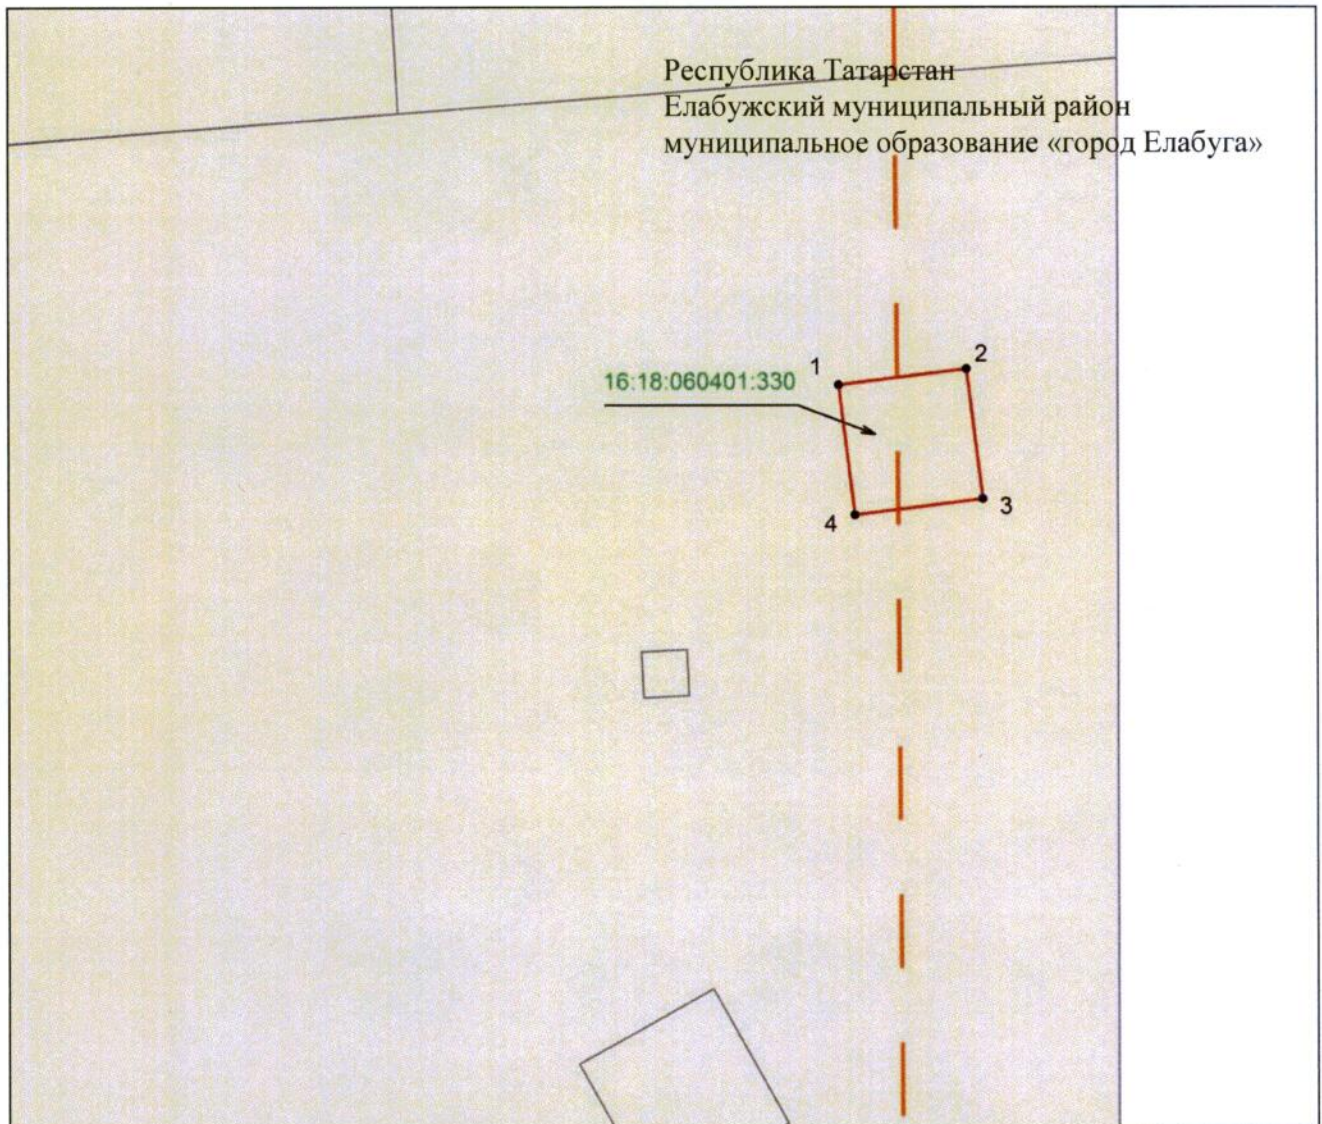 Республика Татарстан
Елабужский муниципальный район
муниципальное образование «город Елабуга»
16:18:060401:330
1
2
3
4